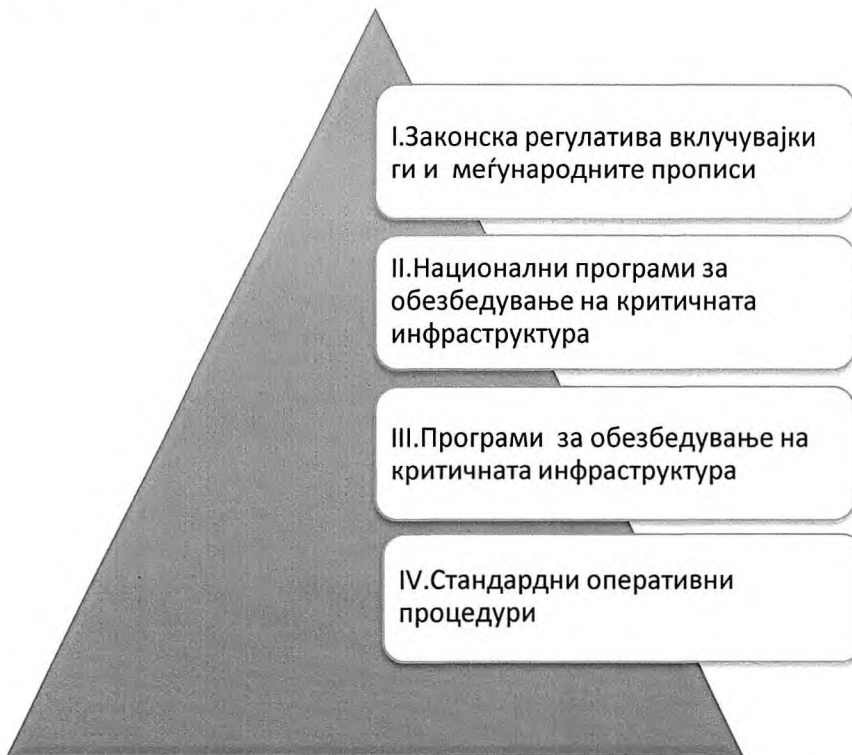 I.Законска регулатива вклучувајки
ги и  меѓународните прописи
II.Национални програми за
обезбедување на критичната
инфраструктура
III.Програми  за обезбедување на
критичната инфраструктура
IV.Стандардни оперативни
процедури